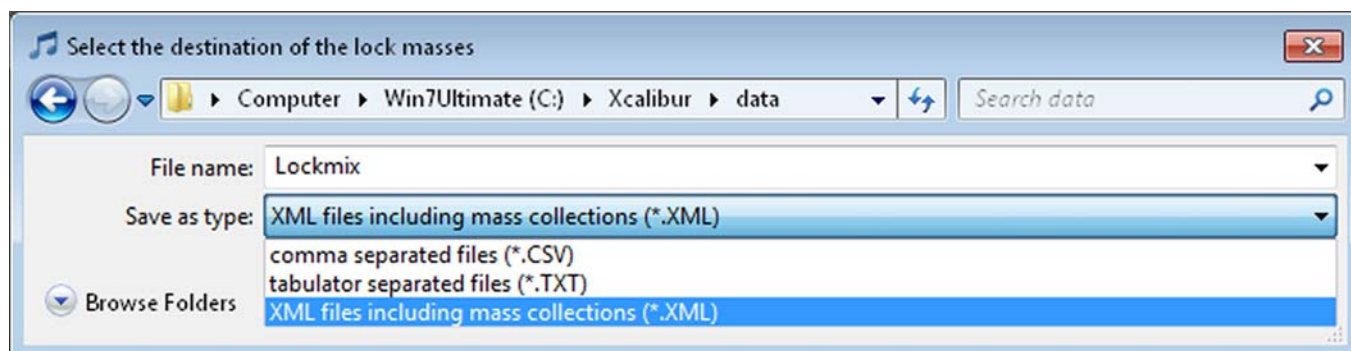 Select the destination of the lock masses
Computer Win7Ultimate (C:) Xcalibur data Search data
File name: Lockmix
Save as type: XML files including mass collections (*.XML)
comma separated files (*.CSV)
tabulator separated files (*.TXT)
Browse Folders XML files including mass collections (*.XML)